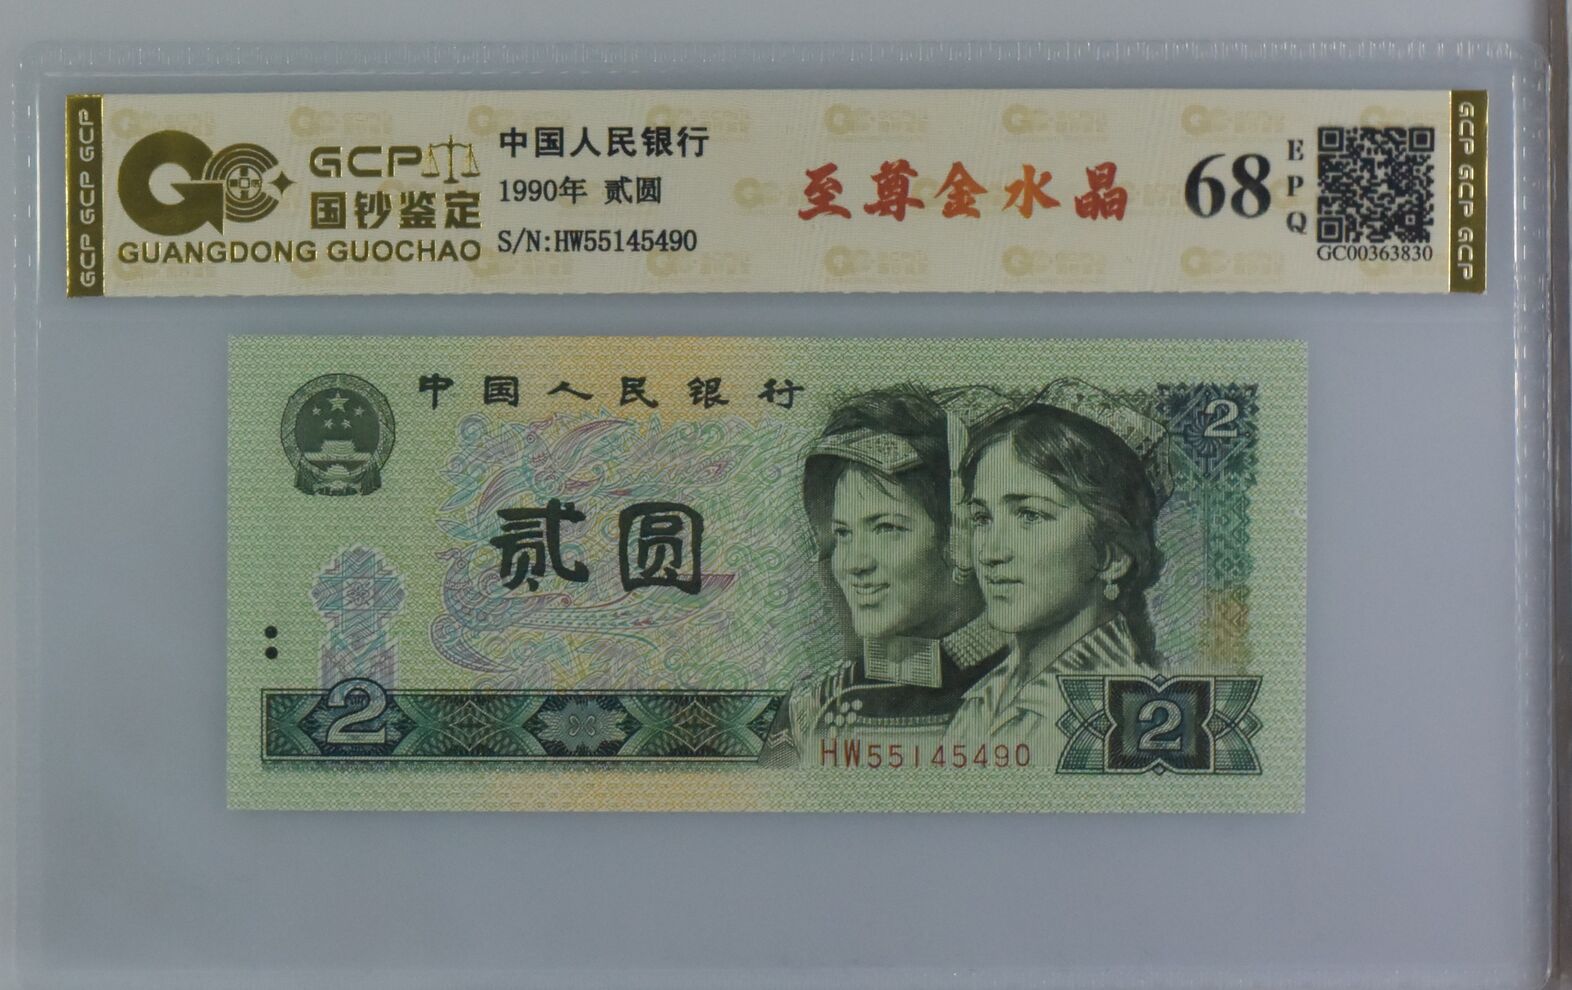 GCP GCP GCP
GCP
国钞鉴定
GUANGDONG GUOCHAO
中国人民银行
1990年 贰圆
S/N:HW55145490
至尊金水晶
68
EPQ
GC00363830
GCP GCP GCP
中国人民银行
2
贰圆
2
2
HW55145490